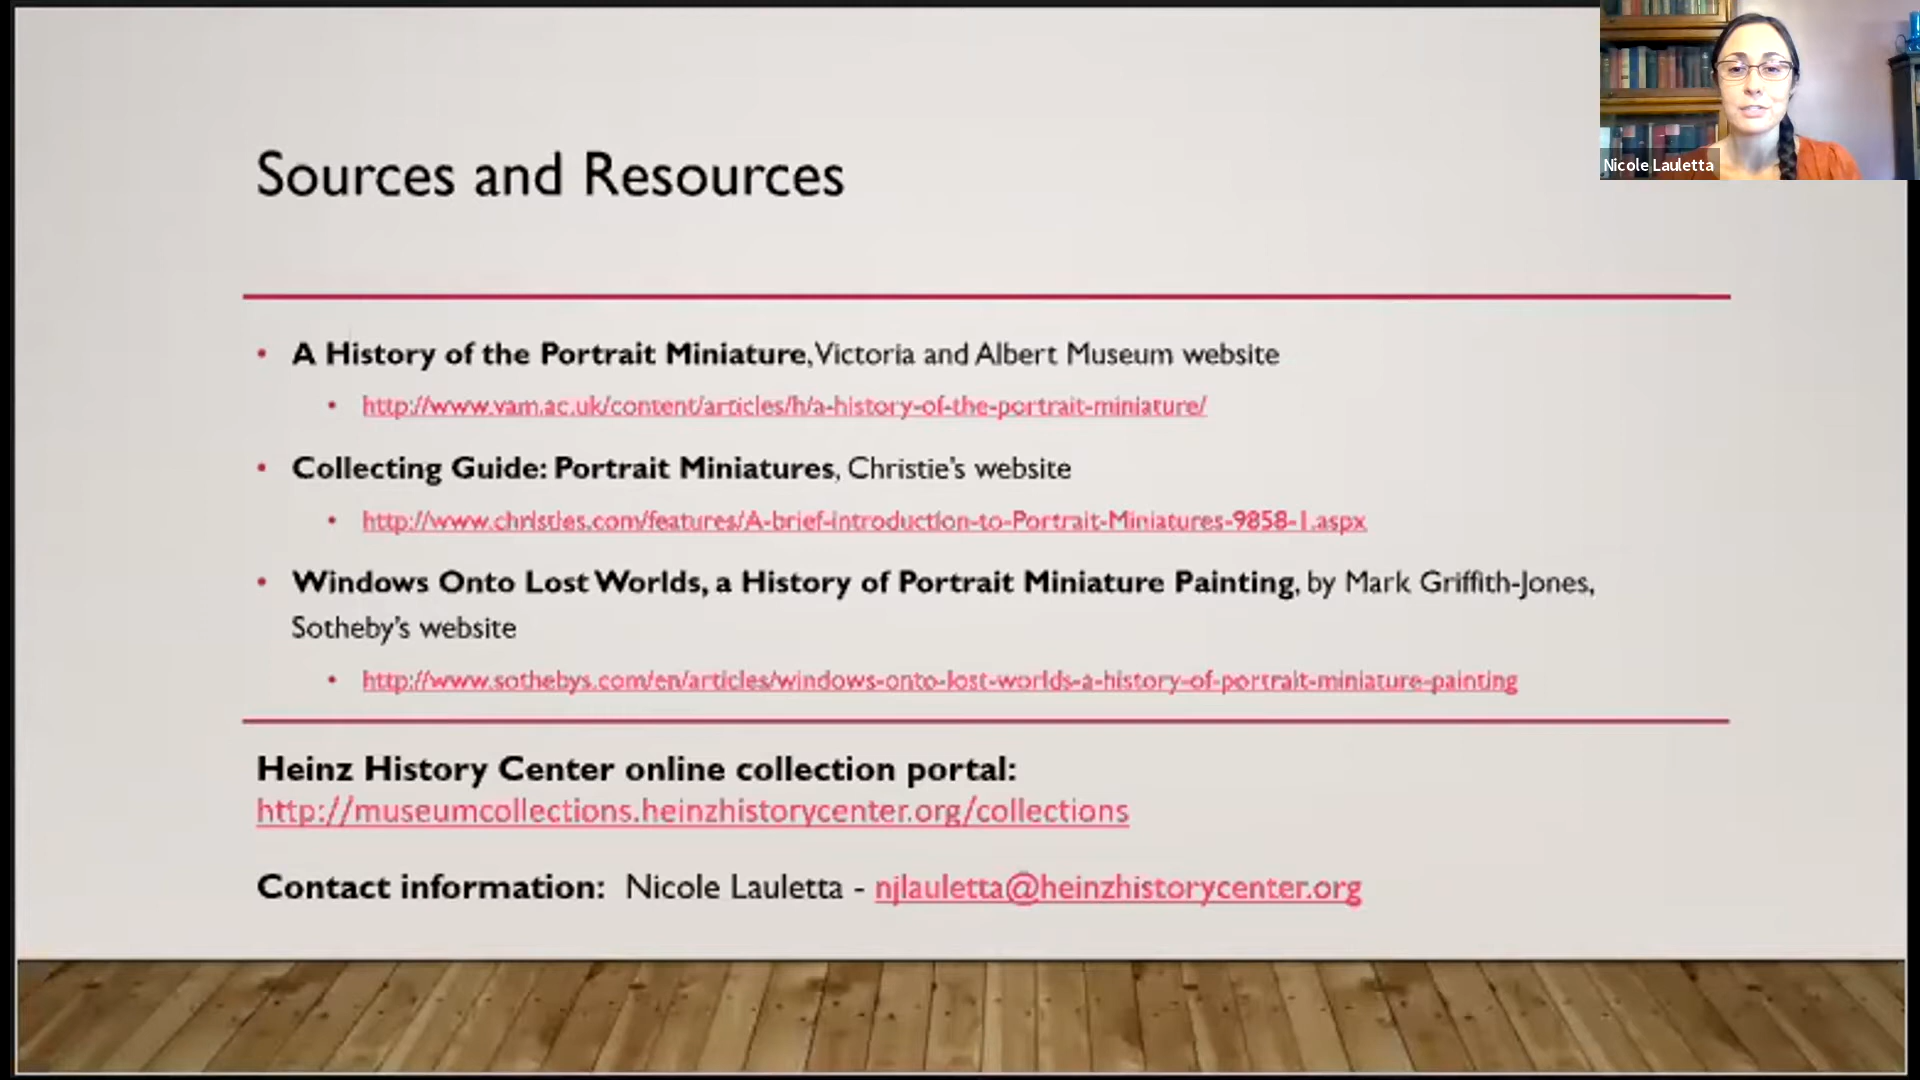 Nicole Lauletta
Sources and Resources
• A History of the Portrait Miniature, Victoria and Albert Museum website
• http://www.vam.ac.uk/content/articles/h/a-history-of-the-portrait-miniature/
• Collecting Guide: Portrait Miniatures, Christie's website
• http://www.christies.com/features/A-brief-introduction-to-Portrait-Miniatures-9858-1.aspx
• Windows Onto Lost Worlds, a History of Portrait Miniature Painting, by Mark Griffith-Jones,
Sotheby's website
• http://www.sothebys.com/en/articles/windows-onto-lost-worlds-a-history-of-portrait-miniature-painting
Heinz History Center online collection portal:
http://museumcollections.heinzhistorycenter.org/collections
Contact information: Nicole Lauletta - njlauletta@heinzhistorycenter.org